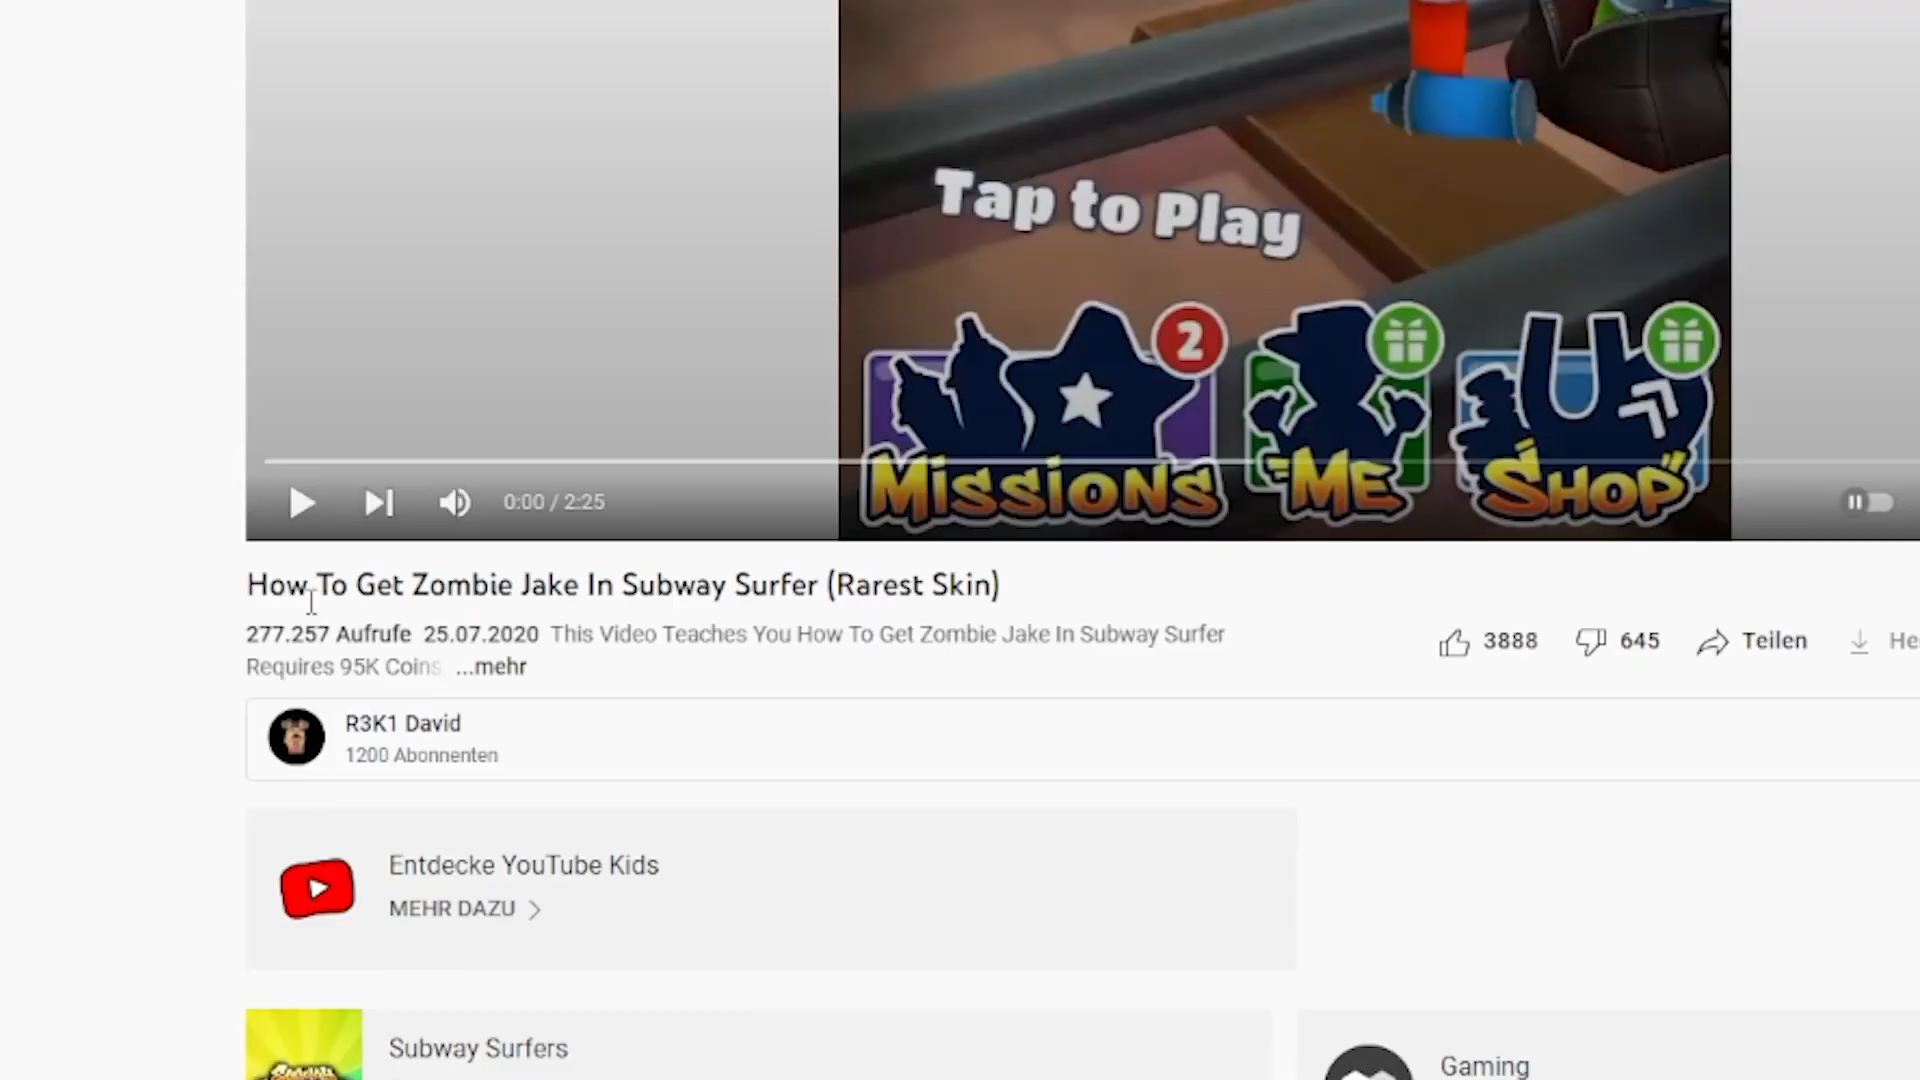 Tap to Play
2
Missions
Me
Shop
0:00 / 2:25
How To Get Zombie Jake In Subway Surfer (Rarest Skin)
277.257 Aufrufe 25.07.2020 This Video Teaches You How To Get Zombie Jake In Subway Surfer
Requires 95K Coins ...mehr
3888
645
Teilen
R3K1 David
1200 Abonnenten
Entdecke YouTube Kids
MEHR DAZU
Subway Surfers
Gaming